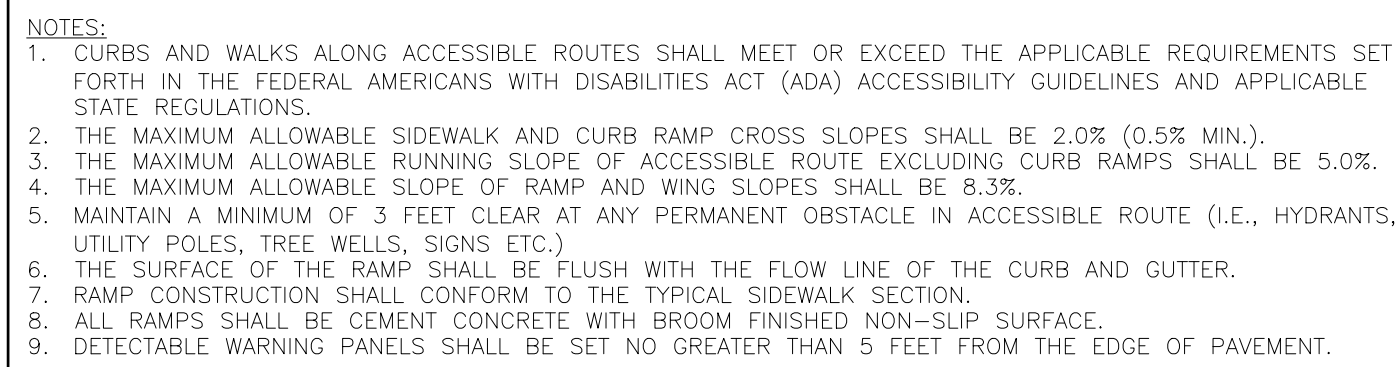 NOTES:
1. CURBS AND WALKS ALONG ACCESSIBLE ROUTES SHALL MEET OR EXCEED THE APPLICABLE REQUIREMENTS SET
FORTH IN THE FEDERAL AMERICANS WITH DISABILITIES ACT (ADA) ACCESSIBILITY GUIDELINES AND APPLICABLE
STATE REGULATIONS.
2. THE MAXIMUM ALLOWABLE SIDEWALK AND CURB RAMP CROSS SLOPES SHALL BE 2.0% (0.5% MIN.).
3. THE MAXIMUM ALLOWABLE RUNNING SLOPE OF ACCESSIBLE ROUTE EXCLUDING CURB RAMPS SHALL BE 5.0%.
4. THE MAXIMUM ALLOWABLE SLOPE OF RAMP AND WING SLOPES SHALL BE 8.3%.
5. MAINTAIN A MINIMUM OF 3 FEET CLEAR AT ANY PERMANENT OBSTACLE IN ACCESSIBLE ROUTE (I.E., HYDRANTS,
UTILITY POLES, TREE WELLS, SIGNS ETC.)
6. THE SURFACE OF THE RAMP SHALL BE FLUSH WITH THE FLOW LINE OF THE CURB AND GUTTER.
7. RAMP CONSTRUCTION SHALL CONFORM TO THE TYPICAL SIDEWALK SECTION.
8. ALL RAMPS SHALL BE CEMENT CONCRETE WITH BROOM FINISHED NON-SLIP SURFACE.
9. DETECTABLE WARNING PANELS SHALL BE SET NO GREATER THAN 5 FEET FROM THE EDGE OF PAVEMENT.